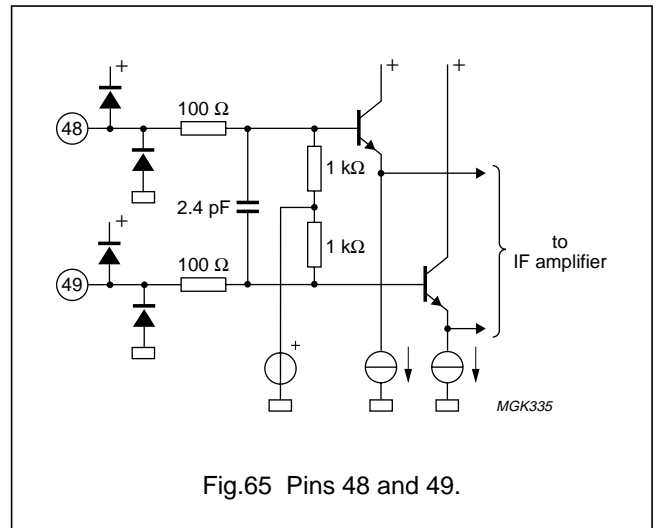 + + +
48
100 Ω
1 kΩ
2.4 pF
+
1 kΩ
to
IF amplifier
49
100 Ω
+
MGK335
Fig.65 Pins 48 and 49.